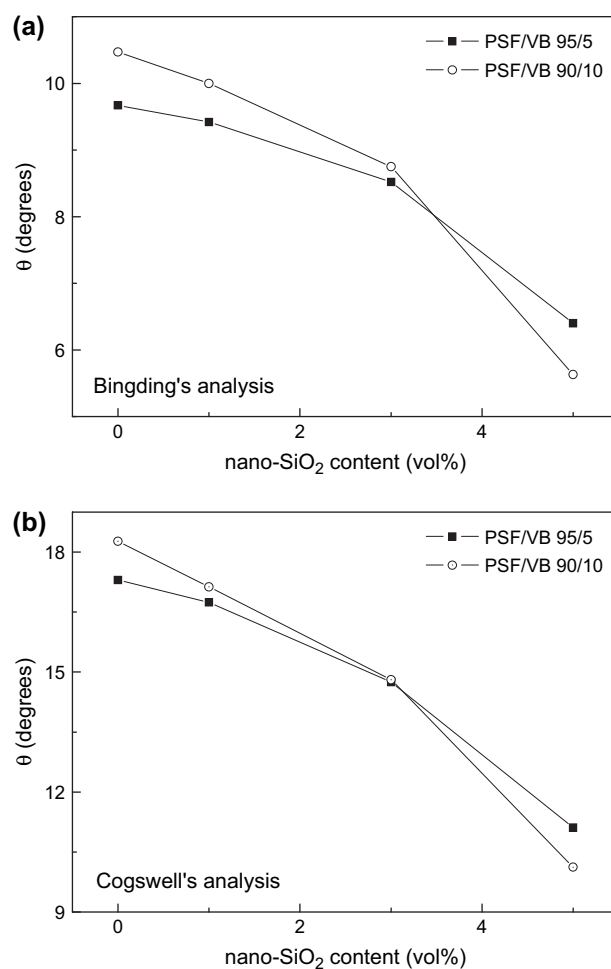 (a)
PSF/VB 95/5
PSF/VB 90/10
10
8
6
θ (degrees)
Bingding's analysis
0 2 4
nano-SiO₂ content (vol%)
(b)
PSF/VB 95/5
PSF/VB 90/10
18
15
12
9
θ (degrees)
Cogswell's analysis
0 2 4
nano-SiO₂ content (vol%)